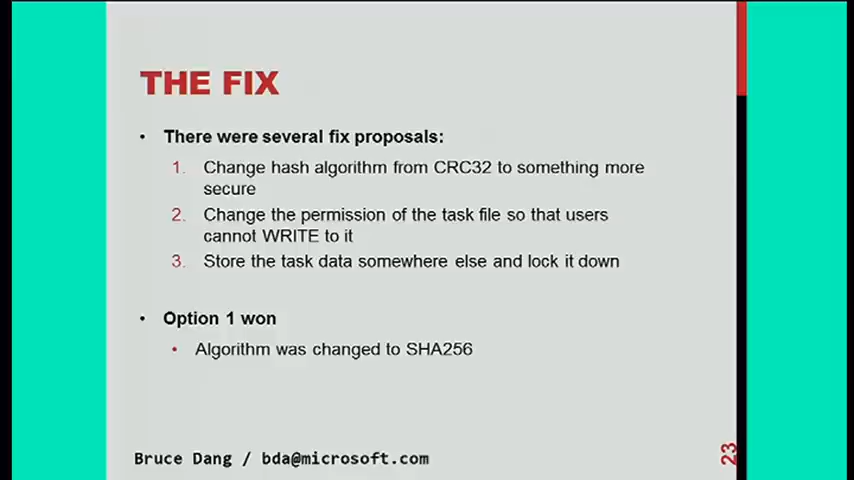 THE FIX
• There were several fix proposals:
1. Change hash algorithm from CRC32 to something more
secure
2. Change the permission of the task file so that users
cannot WRITE to it
3. Store the task data somewhere else and lock it down
• Option 1 won
• Algorithm was changed to SHA256
Bruce Dang / bda@microsoft.com
23